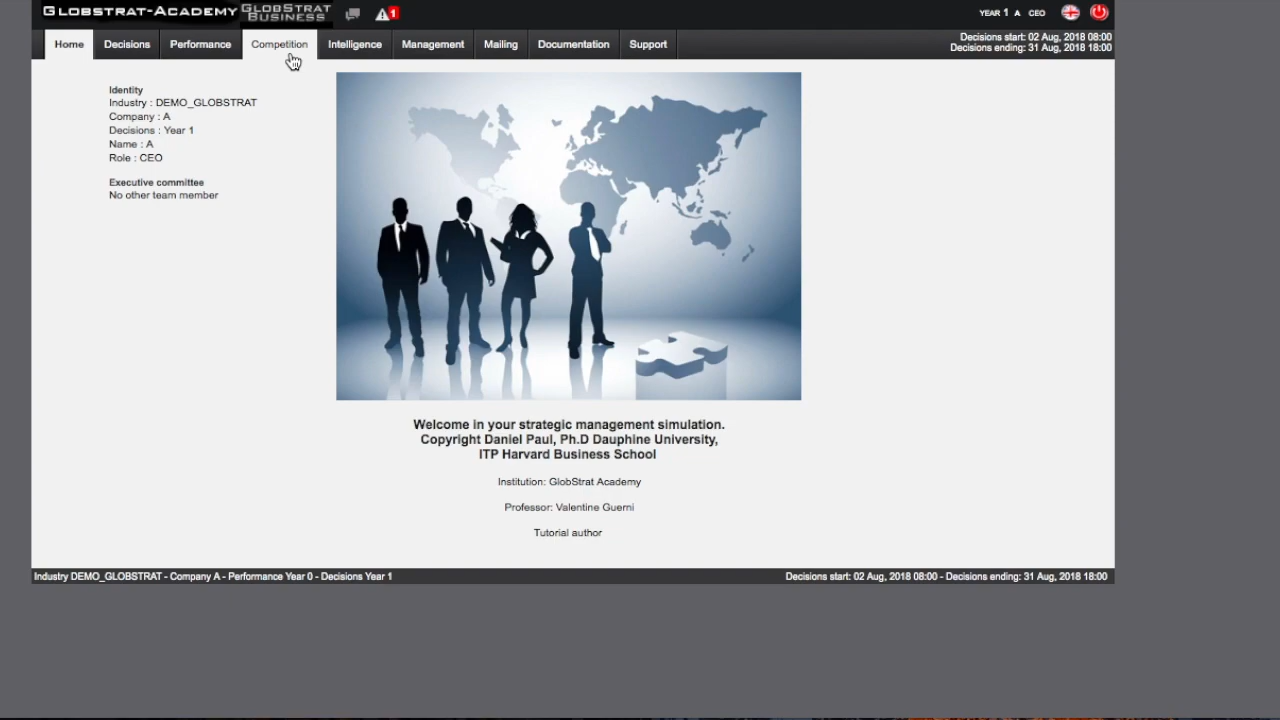 GLOBSTRAT-ACADEMY GLOBSTRAT BUSINESS 1 YEAR 1 A CEO
Home Decisions Performance Competition Intelligence Management Mailing Documentation Support
Decisions start: 02 Aug, 2018 08:00
Decisions ending: 31 Aug, 2018 18:00
Identity
Industry : DEMO_GLOBSTRAT
Company : A
Decisions : Year 1
Name : A
Role : CEO
Executive committee
No other team member
Welcome in your strategic management simulation.
Copyright Daniel Paul, Ph.D Dauphine University,
ITP Harvard Business School
Institution: GlobStrat Academy
Professor: Valentine Guerni
Tutorial author
Industry DEMO_GLOBSTRAT - Company A - Performance Year 0 - Decisions Year 1 Decisions start: 02 Aug, 2018 08:00 - Decisions ending: 31 Aug, 2018 18:00